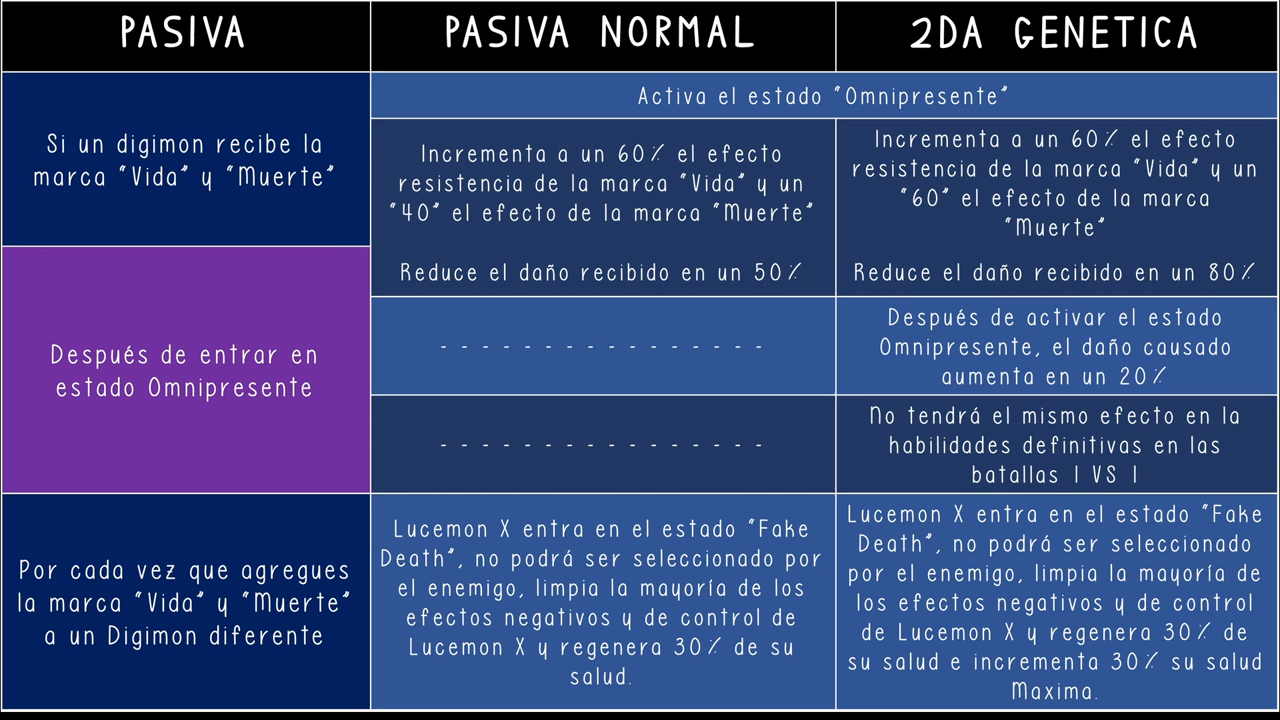 PASIVA
PASIVA NORMAL
2DA GENETICA
Si un digimon recibe la
marca "Vida" y "Muerte"
Activa el estado "Omnipresente"
Incrementa a un 60% el efecto
resistencia de la marca "Vida" y un
"40" el efecto de la marca "Muerte"
Reduce el daño recibido en un 50%
Incrementa a un 60% el efecto
resistencia de la marca "Vida" y un
"60" el efecto de la marca
"Muerte"
Reduce el daño recibido en un 80%
Después de entrar en
estado Omnipresente
- - - - - - - - - - - - - - - -
Después de activar el estado
Omnipresente, el daño causado
aumenta en un 20%
- - - - - - - - - - - - - - - -
No tendrá el mismo efecto en la
habilidades definitivas en las
batallas 1 VS 1
Por cada vez que agregues
la marca "Vida" y "Muerte"
a un Digimon diferente
Lucemon X entra en el estado "Fake
Death", no podrá ser seleccionado por
el enemigo, limpia la mayoría de los
efectos negativos y de control de
Lucemon X y regenera 30% de su
salud.
Lucemon X entra en el estado "Fake
Death", no podrá ser seleccionado
por el enemigo, limpia la mayoría de
los efectos negativos y de control
de Lucemon X y regenera 30% de
su salud e incrementa 30% su salud
Maxima.